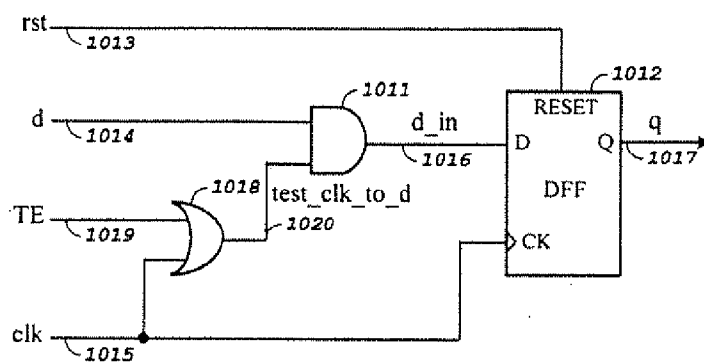 rst
1013
1011
1012
RESET
d
1014
d_in
1016
D
Q
q
1017
DFF
1018
test_clk_to_d
1020
TE
1019
CK
clk
1015